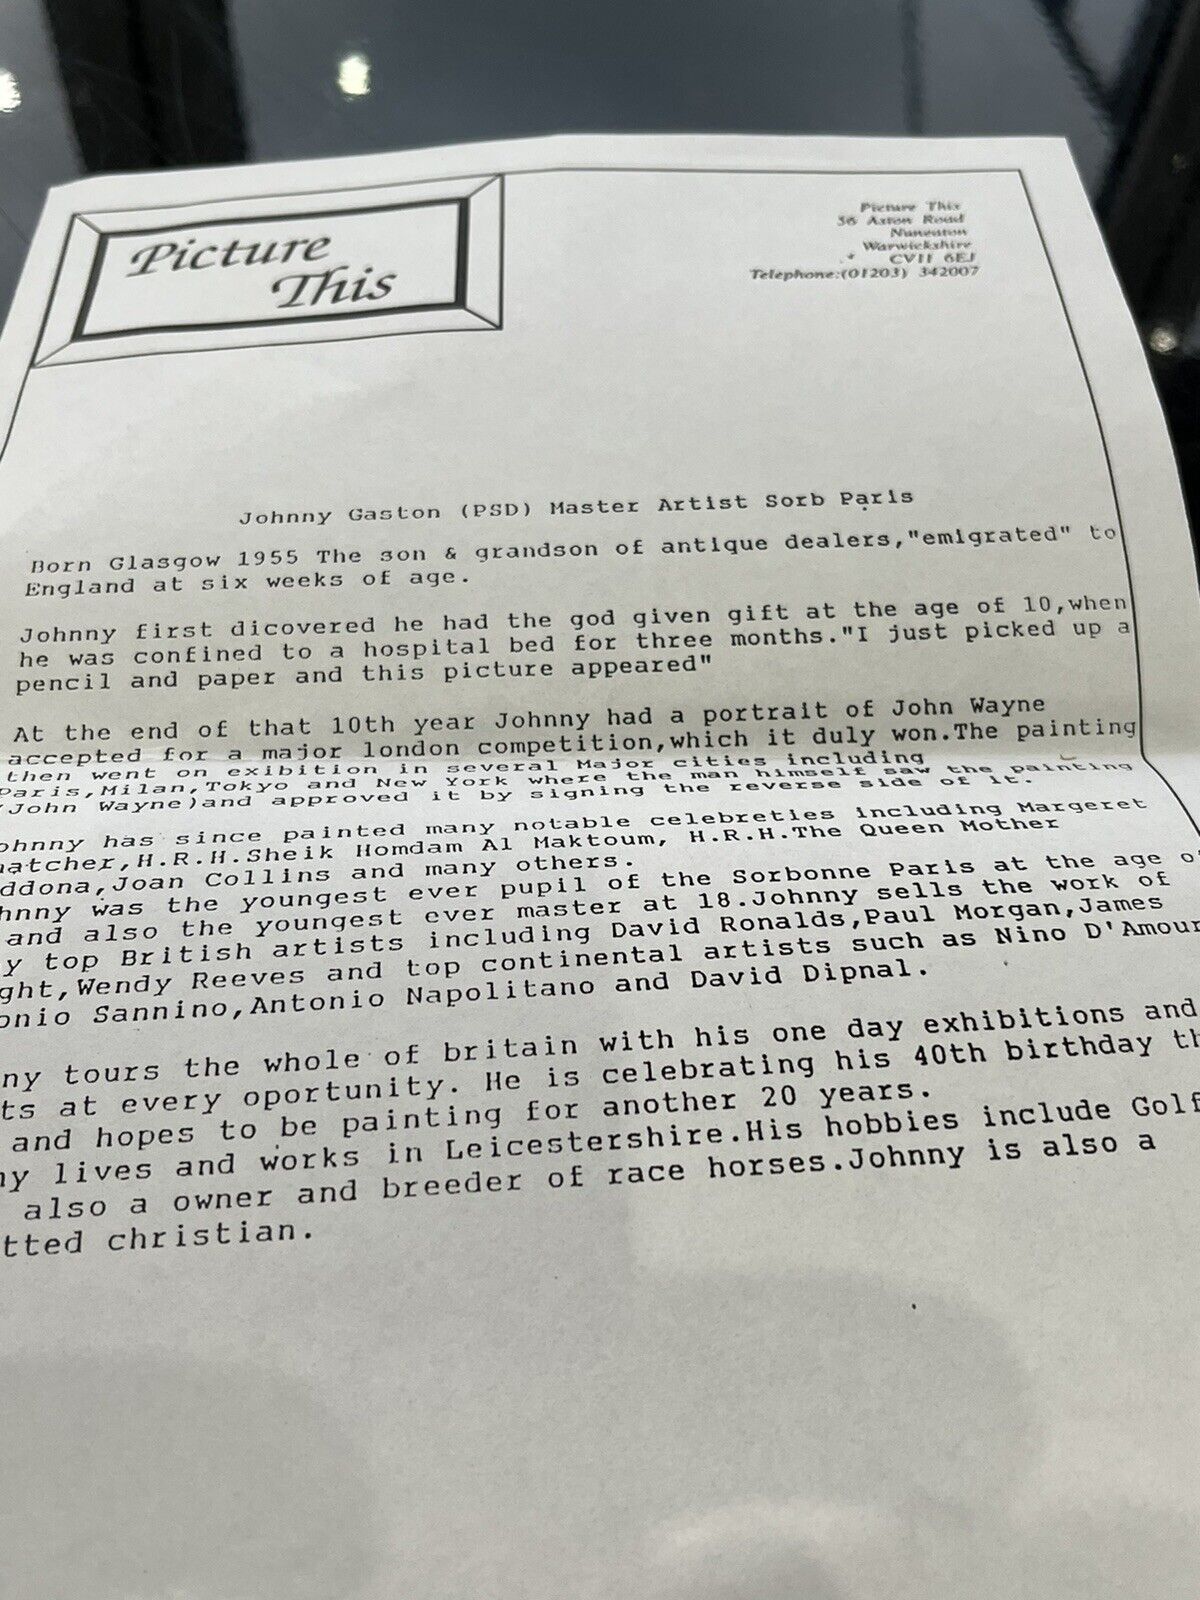 Picture
This
Picture This
56 Aston Road
Nuneaton
Warwickshire
CV11 6EJ
Telephone:(01203) 342007
Johnny Gaston (PSD) Master Artist Sorb Paris
Born Glasgow 1955 The son & grandson of antique dealers,"emigrated" to
England at six weeks of age.
Johnny first dicovered he had the god given gift at the age of 10,when
he was confined to a hospital bed for three months."I just picked up a
pencil and paper and this picture appeared"
At the end of that 10th year Johnny had a portrait of John Wayne
accepted for a major london competition,which it duly won.The painting
then went on exibition in several Major cities including
Paris,Milan,Tokyo and New York where the man himself saw the painting
(John Wayne)and approved it by signing the reverse side of it.
ohnny has since painted many notable celebreties including Margeret
hatcher,H.R.H.Sheik Homdam Al Maktoum, H.R.H.The Queen Mother
ddona,Joan Collins and many others.
hnny was the youngest ever pupil of the Sorbonne Paris at the age o
and also the youngest ever master at 18.Johnny sells the work of
y top British artists including David Ronalds,Paul Morgan,James
ght,Wendy Reeves and top continental artists such as Nino D'Amour
onio Sannino,Antonio Napolitano and David Dipnal.
ny tours the whole of britain with his one day exhibitions and
ts at every oportunity. He is celebrating his 40th birthday th
and hopes to be painting for another 20 years.
ny lives and works in Leicestershire.His hobbies include Golf
also a owner and breeder of race horses.Johnny is also a
tted christian.